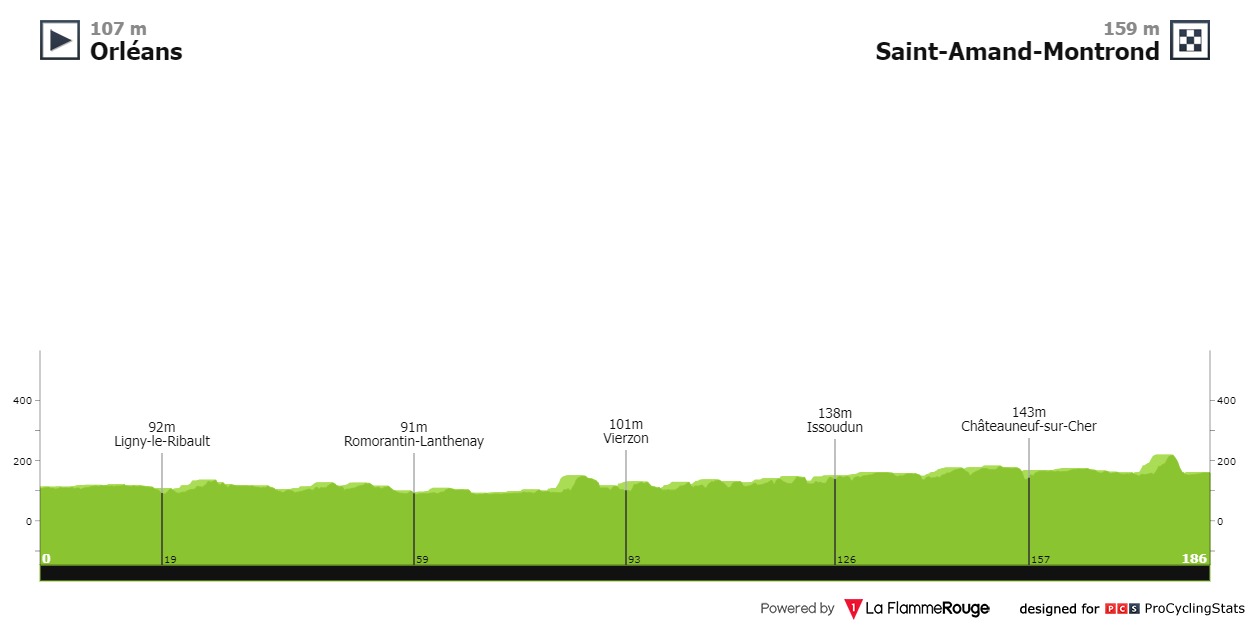 107 m
Orléans
159 m
Saint-Amand-Montrond
400
200
0
400
200
0
92m
Ligny-le-Ribault
91m
Romorantin-Lanthenay
101m
Vierzon
138m
Issoudun
143m
Châteauneuf-sur-Cher
0
19
59
93
126
157
186
Powered by 1 La FlammeRouge designed for PCS ProCyclingStats